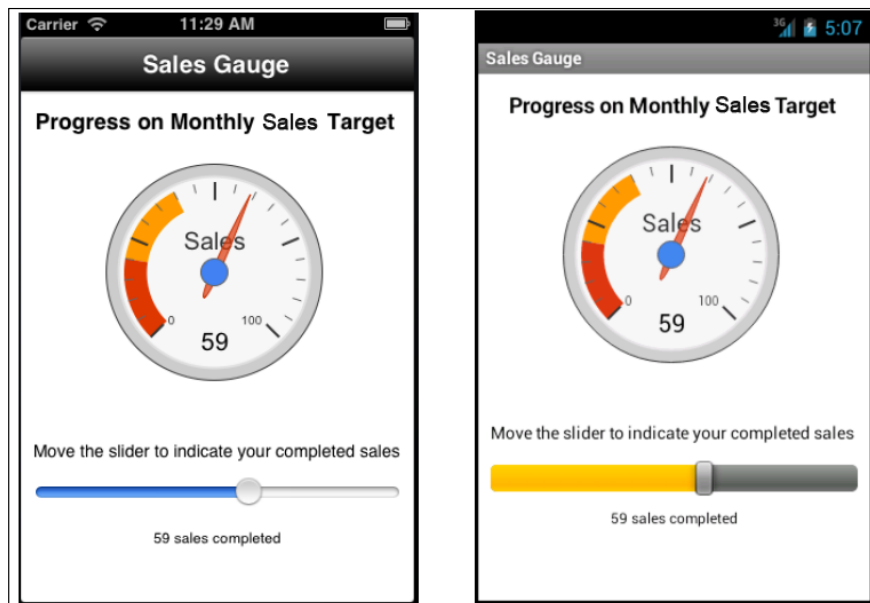 Carrier 11:29 AM
Sales Gauge
Progress on Monthly Sales Target
Sales
0 100
59
Move the slider to indicate your completed sales
59 sales completed
3G 5:07
Sales Gauge
Progress on Monthly Sales Target
Sales
0 100
59
Move the slider to indicate your completed sales
59 sales completed